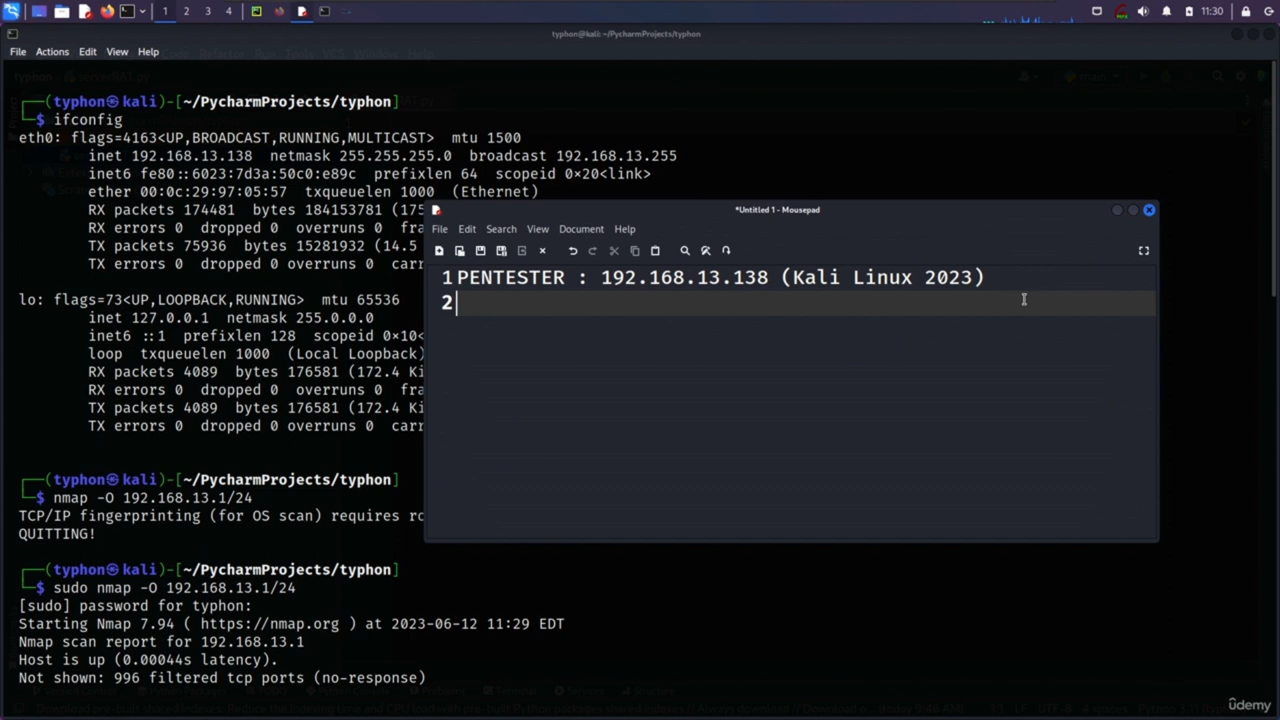 1 2 3 4 11:30
typhon@kali: ~/PycharmProjects/typhon
File Actions Edit View Help
┌──(typhon㉿kali)-[~/PycharmProjects/typhon]
└─$ ifconfig
eth0: flags=4163<UP,BROADCAST,RUNNING,MULTICAST> mtu 1500
inet 192.168.13.138 netmask 255.255.255.0 broadcast 192.168.13.255
inet6 fe80::6023:7d3a:50c0:e89c prefixlen 64 scopeid 0×20<link>
ether 00:0c:29:97:05:57 txqueuelen 1000 (Ethernet)
RX packets 174481 bytes 184153781 (175
RX errors 0 dropped 0 overruns 0 fra
TX packets 75936 bytes 15281932 (14.5
TX errors 0 dropped 0 overruns 0 carr
lo: flags=73<UP,LOOPBACK,RUNNING> mtu 65536
inet 127.0.0.1 netmask 255.0.0.0
inet6 ::1 prefixlen 128 scopeid 0×10<
loop txqueuelen 1000 (Local Loopback)
RX packets 4089 bytes 176581 (172.4 Ki
RX errors 0 dropped 0 overruns 0 fra
TX packets 4089 bytes 176581 (172.4 Ki
TX errors 0 dropped 0 overruns 0 carr
┌──(typhon㉿kali)-[~/PycharmProjects/typhon]
└─$ nmap -O 192.168.13.1/24
TCP/IP fingerprinting (for OS scan) requires ro
QUITTING!
┌──(typhon㉿kali)-[~/PycharmProjects/typhon]
└─$ sudo nmap -O 192.168.13.1/24
[sudo] password for typhon:
Starting Nmap 7.94 ( https://nmap.org ) at 2023-06-12 11:29 EDT
Nmap scan report for 192.168.13.1
Host is up (0.00044s latency).
Not shown: 996 filtered tcp ports (no-response)
*Untitled 1 - Mousepad
File Edit Search View Document Help
1 PENTESTER : 192.168.13.138 (Kali Linux 2023)
2
ûdemy